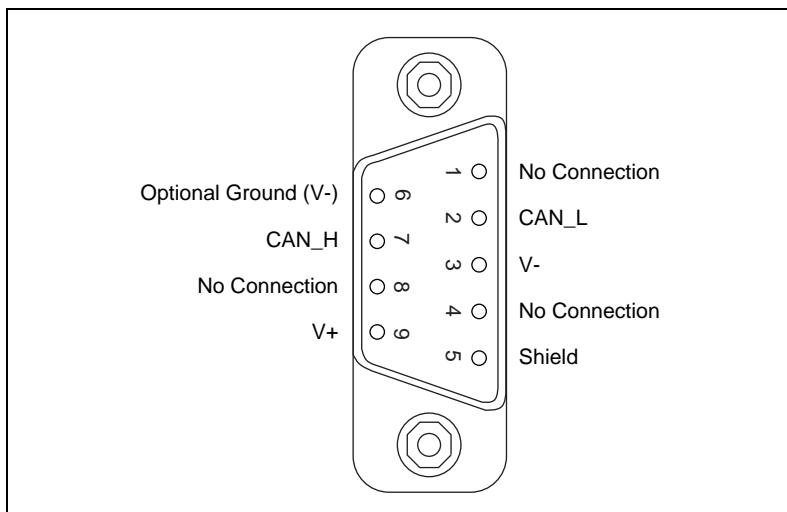 Optional Ground (V-)
CAN_H
No Connection
V+
6
7
8
9
1
2
3
4
5
No Connection
CAN_L
V-
No Connection
Shield